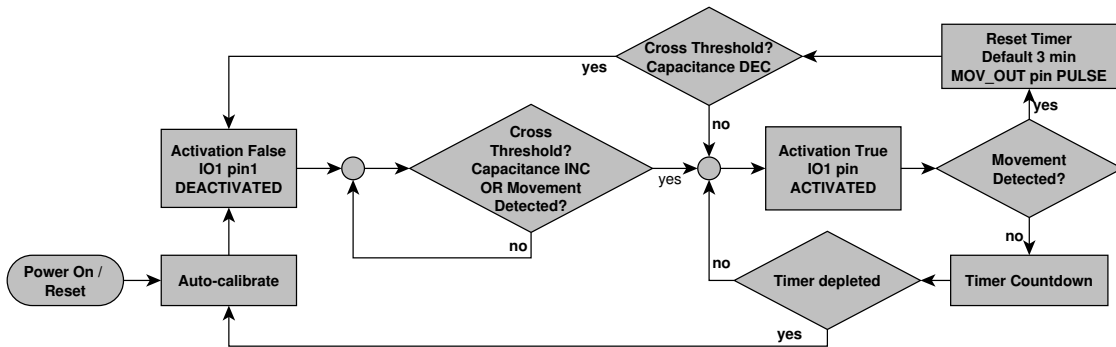 Cross Threshold?
Capacitance DEC
yes
no
Reset Timer
Default 3 min
MOV_OUT pin PULSE
yes
Activation False
IO1 pin1
DEACTIVATED
Cross
Threshold?
Capacitance INC
OR Movement
Detected?
yes
no
Activation True
IO1 pin
ACTIVATED
Movement
Detected?
no
Power On /
Reset
Auto-calibrate
no
Timer depleted
yes
Timer Countdown